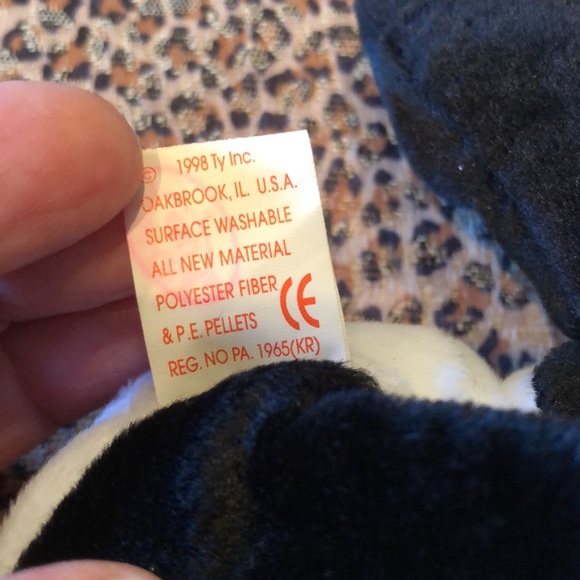 © 1998 Ty Inc.
OAKBROOK, IL. U.S.A.
SURFACE WASHABLE
ALL NEW MATERIAL
POLYESTER FIBER
& P.E. PELLETS CE
REG. NO PA. 1965(KR)